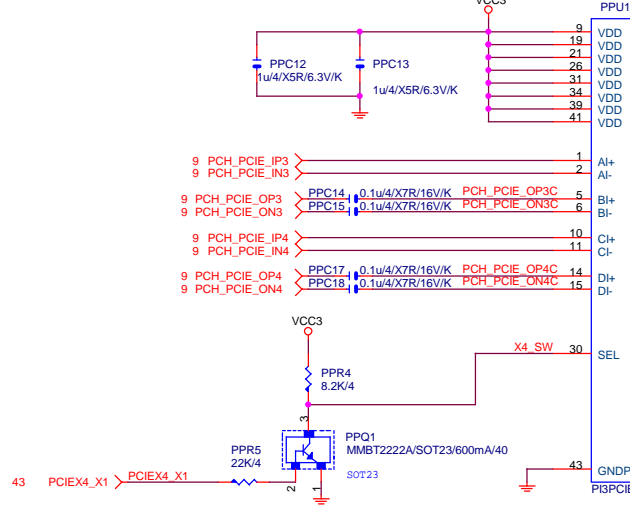 VCC3
PPU1
9 VDD
19 VDD
21 VDD
PPC12
PPC13
26 VDD
1u/4/X5R/6.3V/K
31 VDD
1u/4/X5R/6.3V/K
34 VDD
39 VDD
41 VDD
9 PCH_PCIE_IP3 1 AI+
9 PCH_PCIE_IN3 2 AI-
9 PCH_PCIE_OP3 PPC14 0.1u/4/X7R/16V/K PCH_PCIE_OP3C 5 BI+
9 PCH_PCIE_ON3 PPC15 0.1u/4/X7R/16V/K PCH_PCIE_ON3C 6 BI-
9 PCH_PCIE_IP4 10 CI+
9 PCH_PCIE_IN4 11 CI-
9 PCH_PCIE_OP4 PPC17 0.1u/4/X7R/16V/K PCH_PCIE_OP4C 14 DI+
9 PCH_PCIE_ON4 PPC18 0.1u/4/X7R/16V/K PCH_PCIE_ON4C 15 DI-
VCC3
X4_SW 30 SEL
PPR4
8.2K/4
3
PPQ1
MMBT2222A/SOT23/600mA/40
PPR5
22K/4
SOT23
43 GNDP
43 PCIEX4_X1 PCIEX4_X1
2 1
PI3PCIE